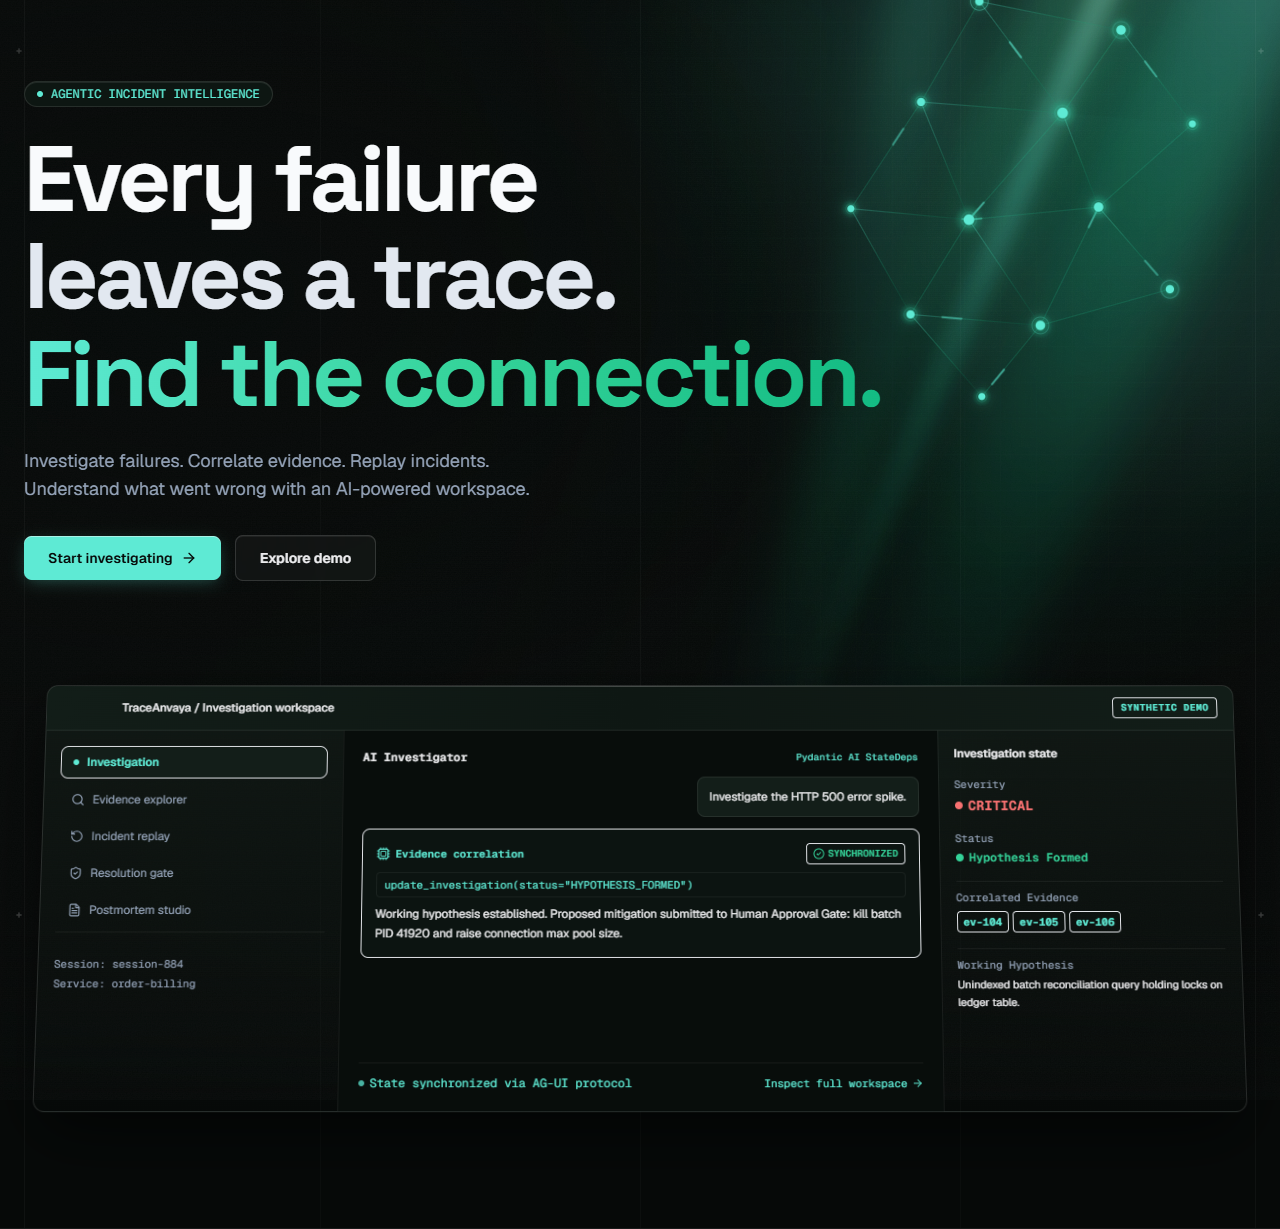 AGENTIC INCIDENT INTELLIGENCE
Every failure
leaves a trace.
Find the connection.
Investigate failures. Correlate evidence. Replay incidents.
Understand what went wrong with an AI-powered workspace.
Start investigating →
Explore demo
TraceAnvaya / Investigation workspace
SYNTHETIC DEMO
Investigation
Evidence explorer
Incident replay
Resolution gate
Postmortem studio
Session: session-884
Service: order-billing
AI Investigator
Pydantic AI StateDeps
Investigate the HTTP 500 error spike.
Evidence correlation
SYNCHRONIZED
update_investigation(status="HYPOTHESIS_FORMED")
Working hypothesis established. Proposed mitigation submitted to Human Approval Gate: kill batch
PID 41920 and raise connection max pool size.
State synchronized via AG-UI protocol
Inspect full workspace →
Investigation state
Severity
CRITICAL
Status
Hypothesis Formed
Correlated Evidence
ev-104 ev-105 ev-106
Working Hypothesis
Unindexed batch reconciliation query holding locks on
ledger table.